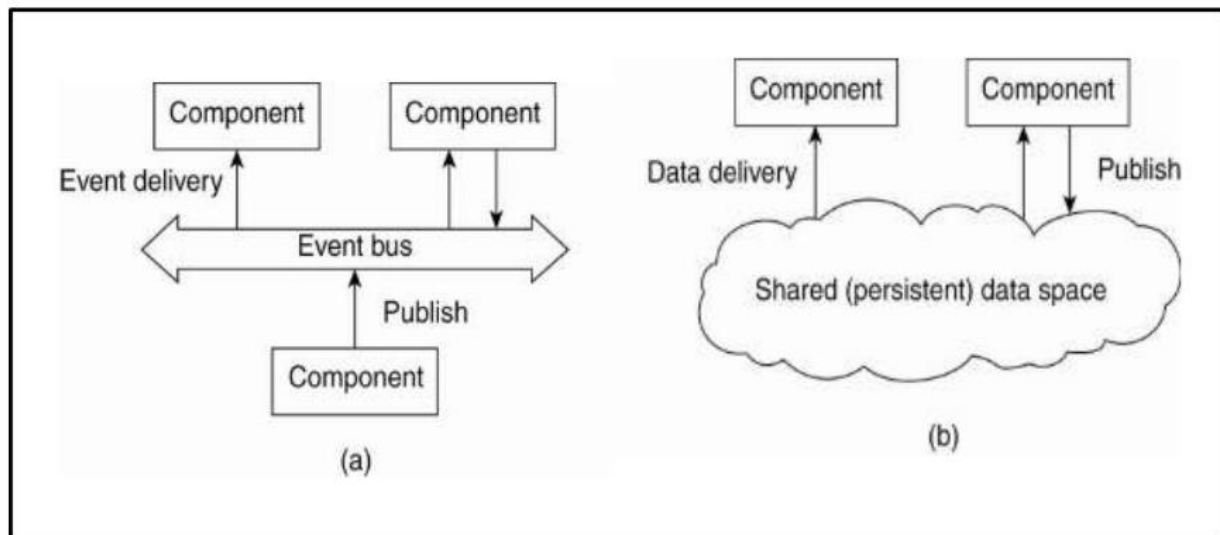 Component
Component
Event delivery
Event bus
Publish
Component
(a)
Component
Component
Data delivery
Publish
Shared (persistent) data space
(b)